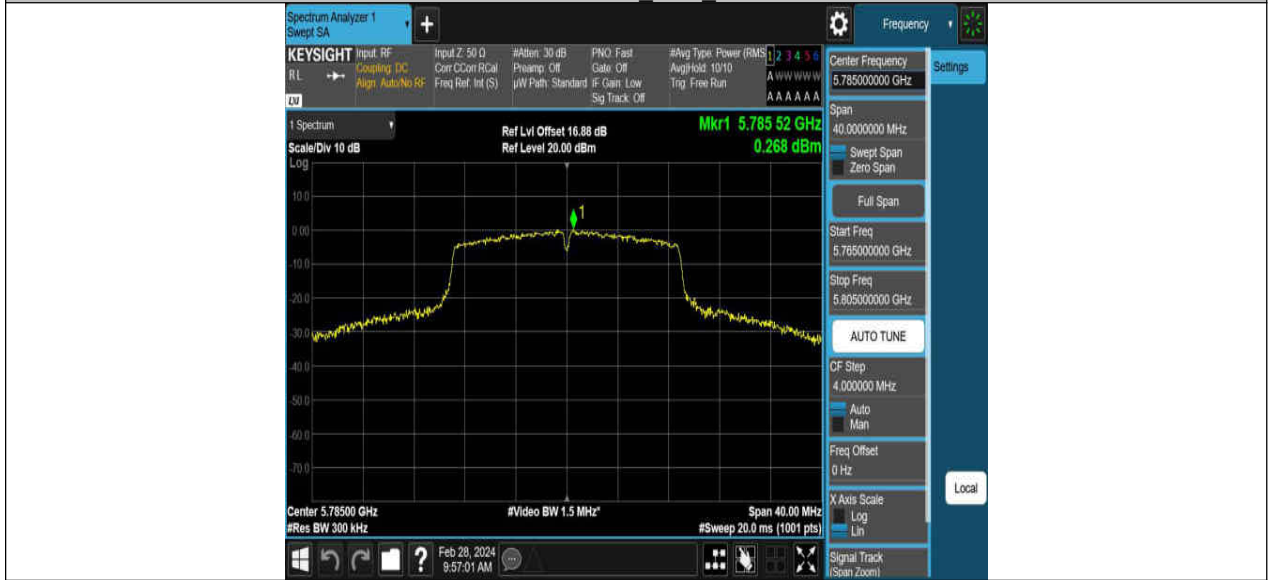 Spectrum Analyzer 1
Swept SA
+
Frequency
KEYSIGHT
RL
LVI
Input: RF
Coupling: DC
Align: Auto/No RF
Input Z: 50 Ω
Corr CCorr RCal
Freq Ref: Int (S)
#Atten: 30 dB
Preamp: Off
µW Path: Standard
PNO: Fast
Gate: Off
IF Gain: Low
Sig Track: Off
#Avg Type: Power (RMS
Avg|Hold: 10/10
Trig: Free Run
1 2 3 4 5 6
A W W W W W
A A A A A A
1 Spectrum
Scale/Div 10 dB
Log
Ref Lvl Offset 16.88 dB
Ref Level 20.00 dBm
Mkr1 5.785 52 GHz
0.268 dBm
10.0
0.00
-10.0
-20.0
-30.0
-40.0
-50.0
-60.0
-70.0
1
Center 5.78500 GHz
#Res BW 300 kHz
#Video BW 1.5 MHz*
Span 40.00 MHz
#Sweep 20.0 ms (1001 pts)
Feb 28, 2024
9:57:01 AM
?
Center Frequency
5.785000000 GHz
Settings
Span
40.0000000 MHz
Swept Span
Zero Span
Full Span
Start Freq
5.765000000 GHz
Stop Freq
5.805000000 GHz
AUTO TUNE
CF Step
4.000000 MHz
Auto
Man
Freq Offset
0 Hz
X Axis Scale
Log
Lin
Local
Signal Track
(Span Zoom)